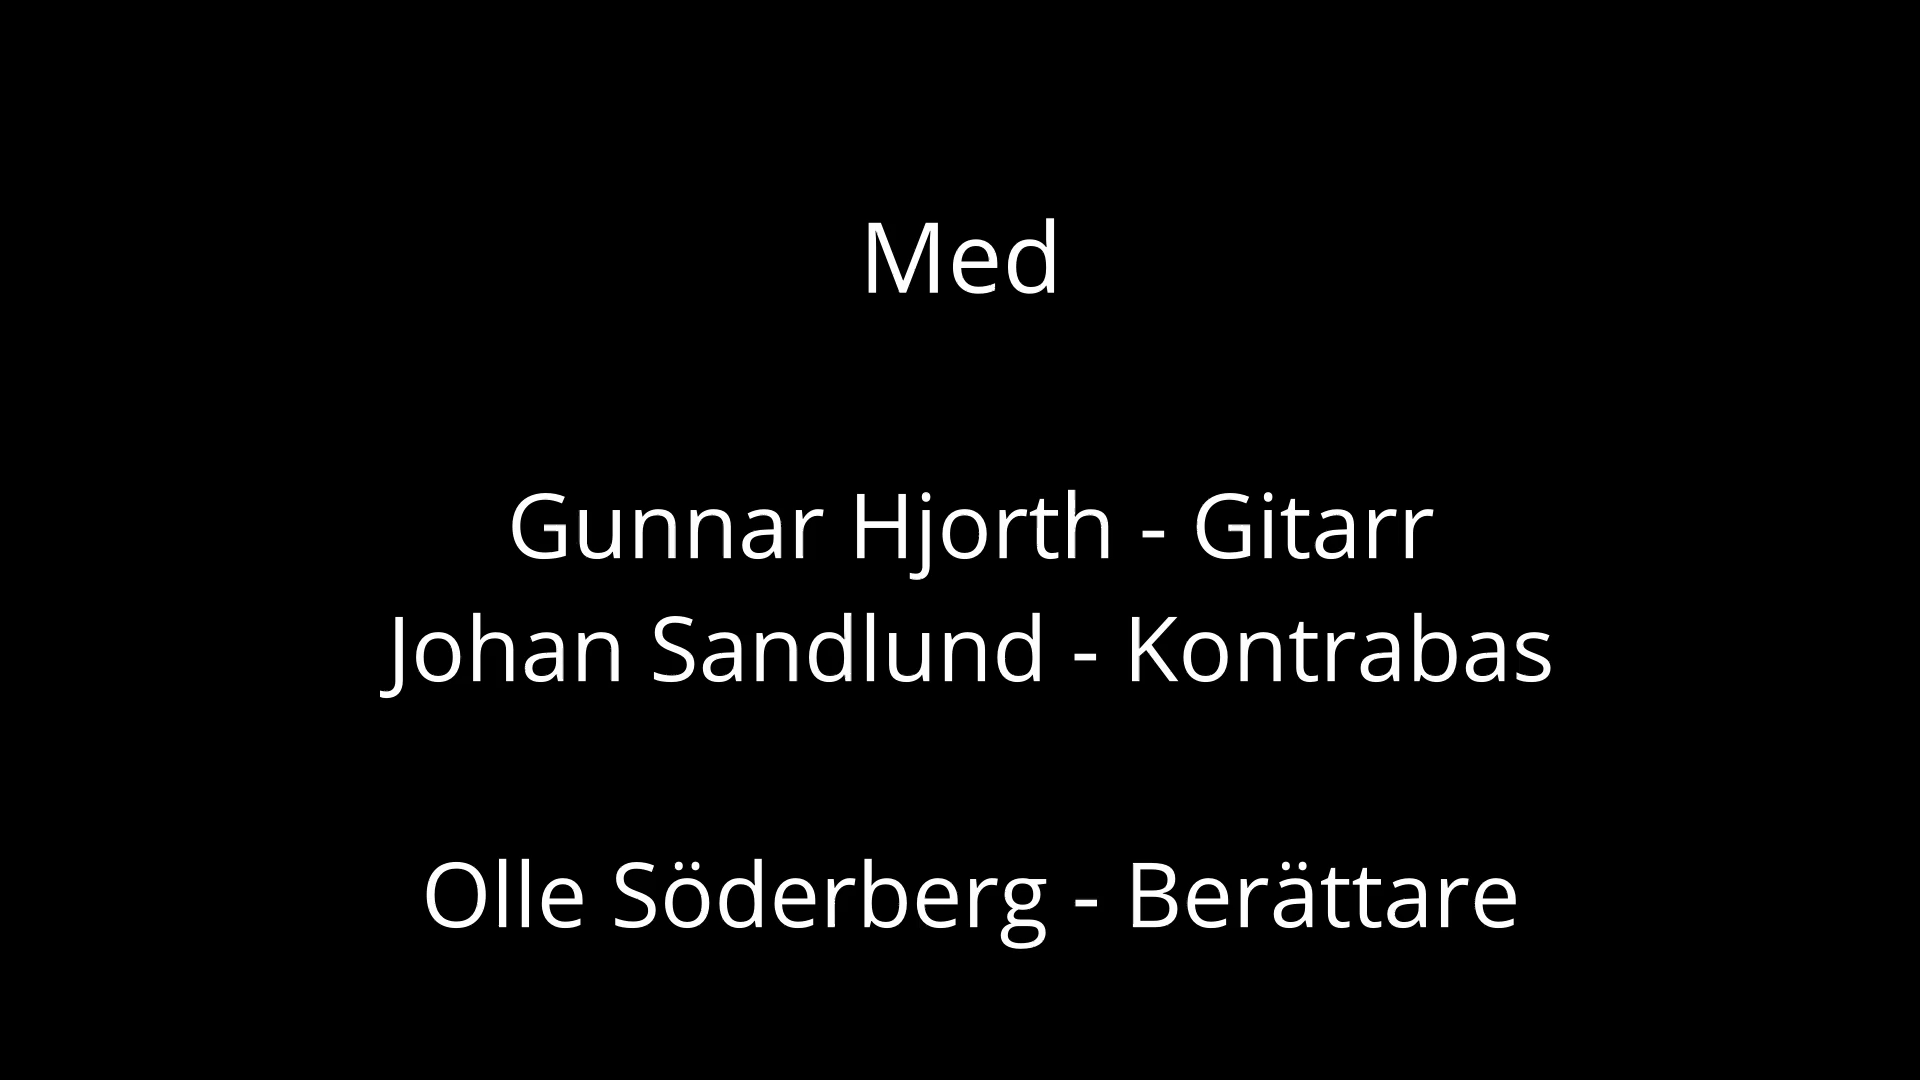 Med
Gunnar Hjorth - Gitarr
Johan Sandlund - Kontrabas
Olle Söderberg - Berättare